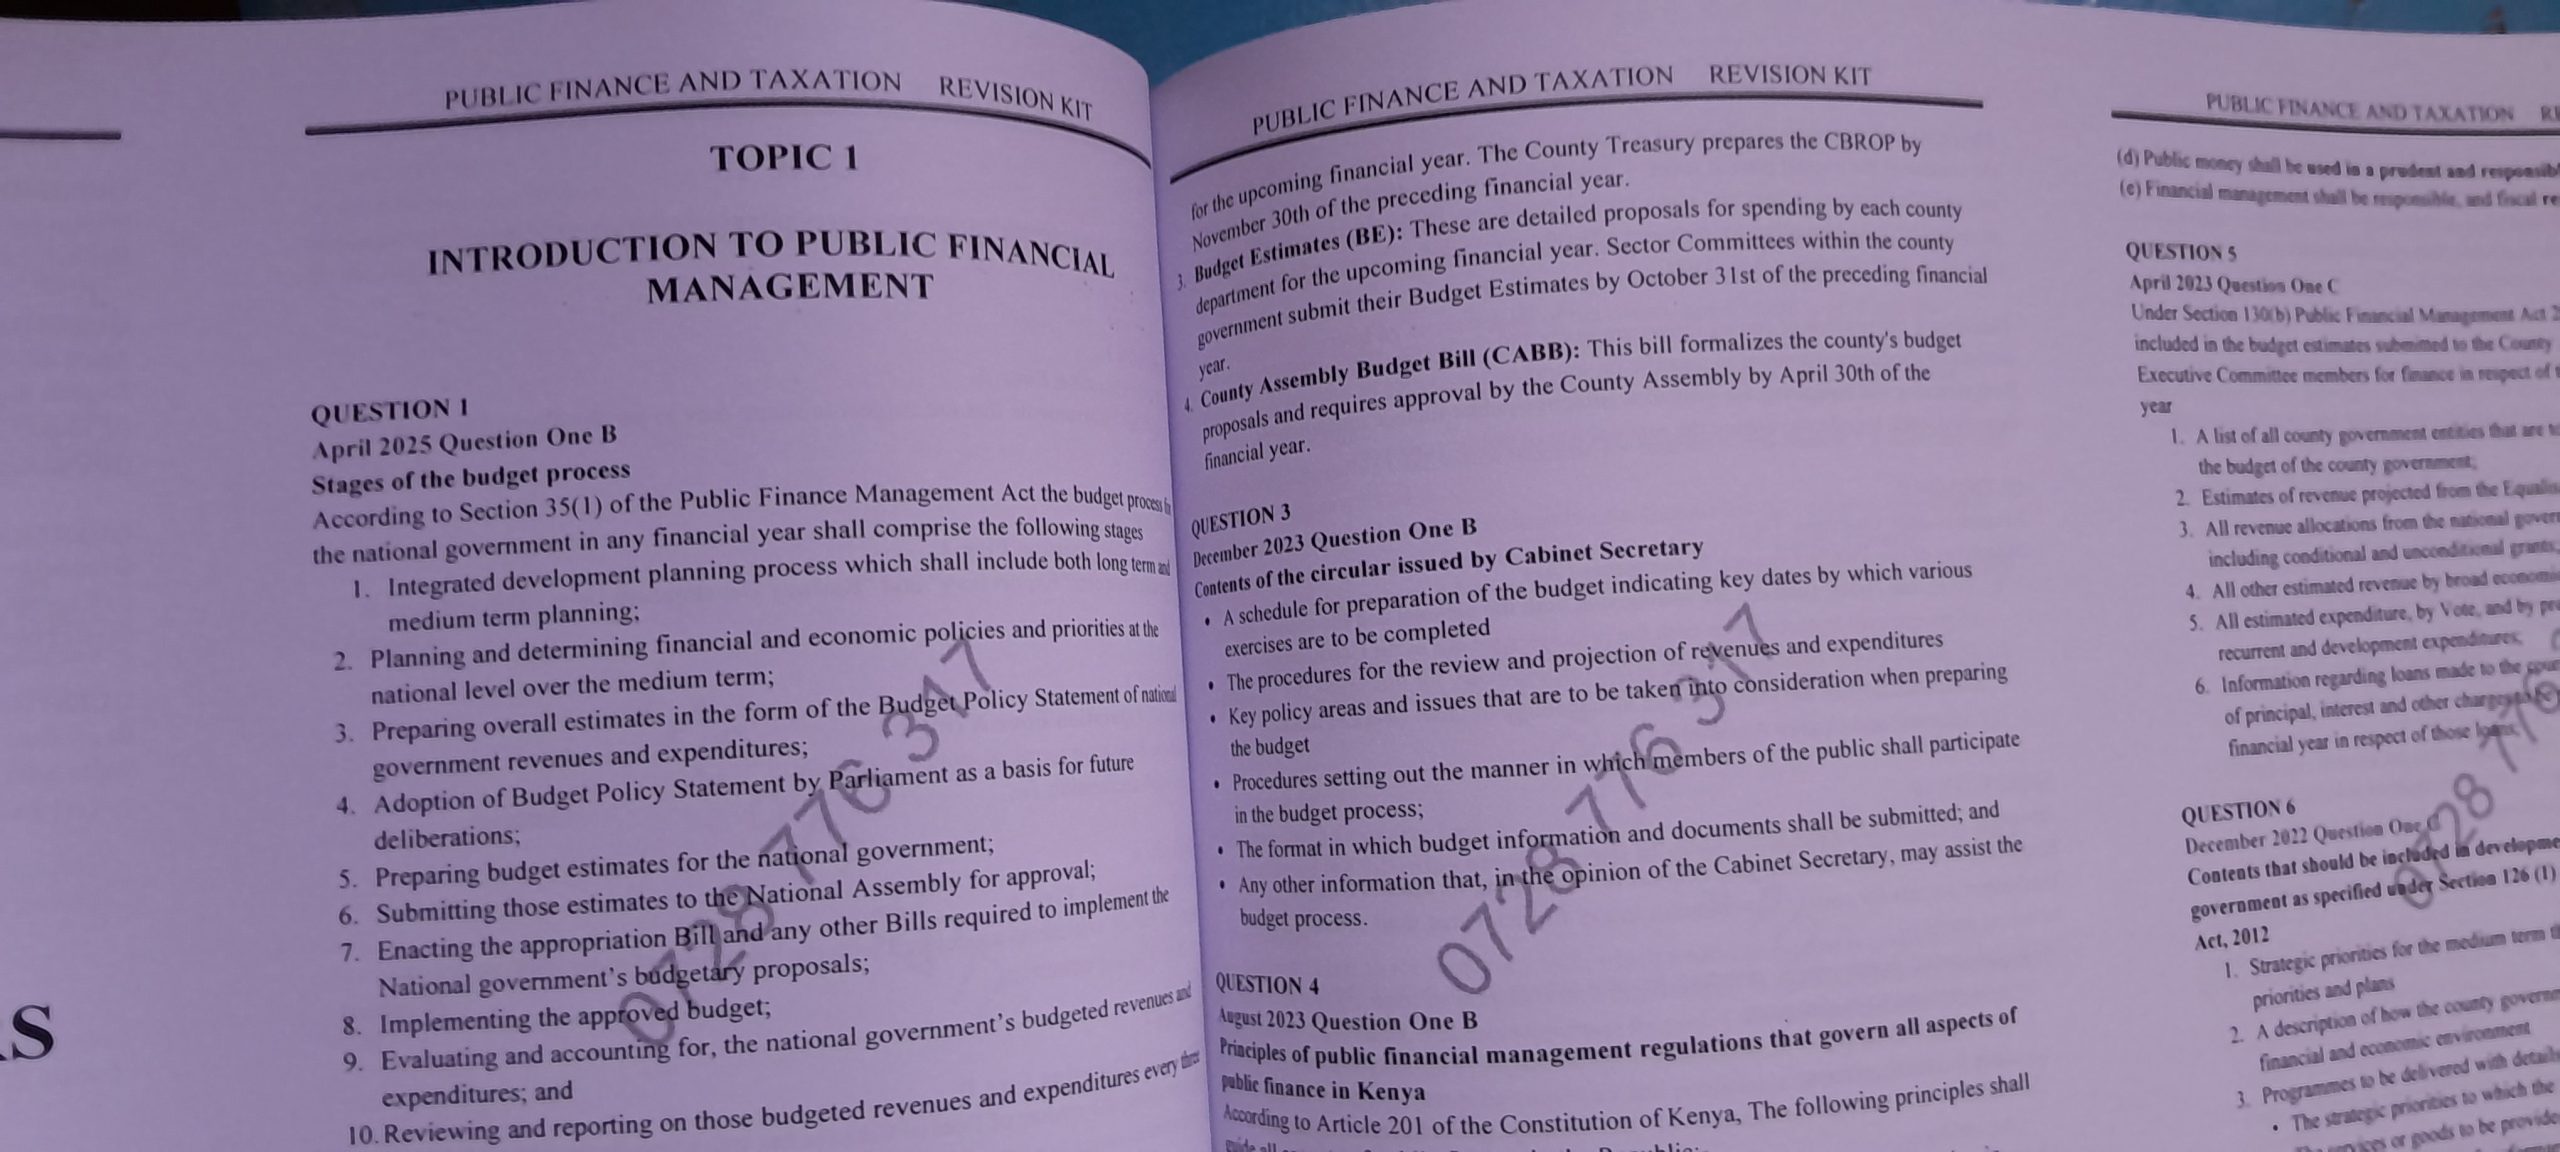 PUBLIC FINANCE AND TAXATION REVISION KIT
TOPIC 1
INTRODUCTION TO PUBLIC FINANCIAL
MANAGEMENT
QUESTION 1
April 2025 Question One B
Stages of the budget process
According to Section 35(1) of the Public Finance Management Act the budget process
the national government in any financial year shall comprise the following stages
1. Integrated development planning process which shall include both long term and
medium term planning;
2. Planning and determining financial and economic policies and priorities at the
national level over the medium term;
3. Preparing overall estimates in the form of the Budget Policy Statement of national
government revenues and expenditures;
4. Adoption of Budget Policy Statement by Parliament as a basis for future
deliberations;
5. Preparing budget estimates for the national government;
6. Submitting those estimates to the National Assembly for approval;
7. Enacting the appropriation Bill and any other Bills required to implement the
National government's budgetary proposals;
8. Implementing the approved budget;
9. Evaluating and accounting for, the national government's budgeted revenues and
expenditures; and
10. Reviewing and reporting on those budgeted revenues and expenditures every three
0728 776 317
RS
PUBLIC FINANCE AND TAXATION REVISION KIT
for the upcoming financial year. The County Treasury prepares the CBROP by
November 30th of the preceding financial year.
3. Budget Estimates (BE): These are detailed proposals for spending by each county
department for the upcoming financial year. Sector Committees within the county
government submit their Budget Estimates by October 31st of the preceding financial
year.
4. County Assembly Budget Bill (CABB): This bill formalizes the county's budget
proposals and requires approval by the County Assembly by April 30th of the
financial year.
QUESTION 3
December 2023 Question One B
Contents of the circular issued by Cabinet Secretary
• A schedule for preparation of the budget indicating key dates by which various
exercises are to be completed
• The procedures for the review and projection of revenues and expenditures
• Key policy areas and issues that are to be taken into consideration when preparing
the budget
• Procedures setting out the manner in which members of the public shall participate
in the budget process;
• The format in which budget information and documents shall be submitted; and
• Any other information that, in the opinion of the Cabinet Secretary, may assist the
budget process.
QUESTION 4
August 2023 Question One B
Principles of public financial management regulations that govern all aspects of
public finance in Kenya
According to Article 201 of the Constitution of Kenya, The following principles shall
0728 776 317
PUBLIC FINANCE AND TAXATION
(d) Public money shall be used in a prudent and
(e) Financial management shall be responsible, and fiscal
QUESTION 5
April 2023 Question One C
Under Section 130(b) Public Financial Management Act
included in the budget estimates submitted to the County
Executive Committee members for finance in respect of
year
1. A list of all county government entities that are
the budget of the county government;
2. Estimates of revenue projected from the
3. All revenue allocations from the national
including conditional and unconditional grants;
4. All other estimated revenue by broad
5. All estimated expenditure, by Vote, and by
recurrent and development expenditures;
6. Information regarding loans made to the
of principal, interest and other
financial year in respect of those
QUESTION 6
December 2022 Question One
Contents that should be included in
government as specified under Section 126 (1)
Act, 2012
1. Strategic priorities for the medium term
priorities and plans
2. A description of how the county
financial and economic environment
3. Programmes to be delivered with
• The strategic priorities to which the
or goods to be